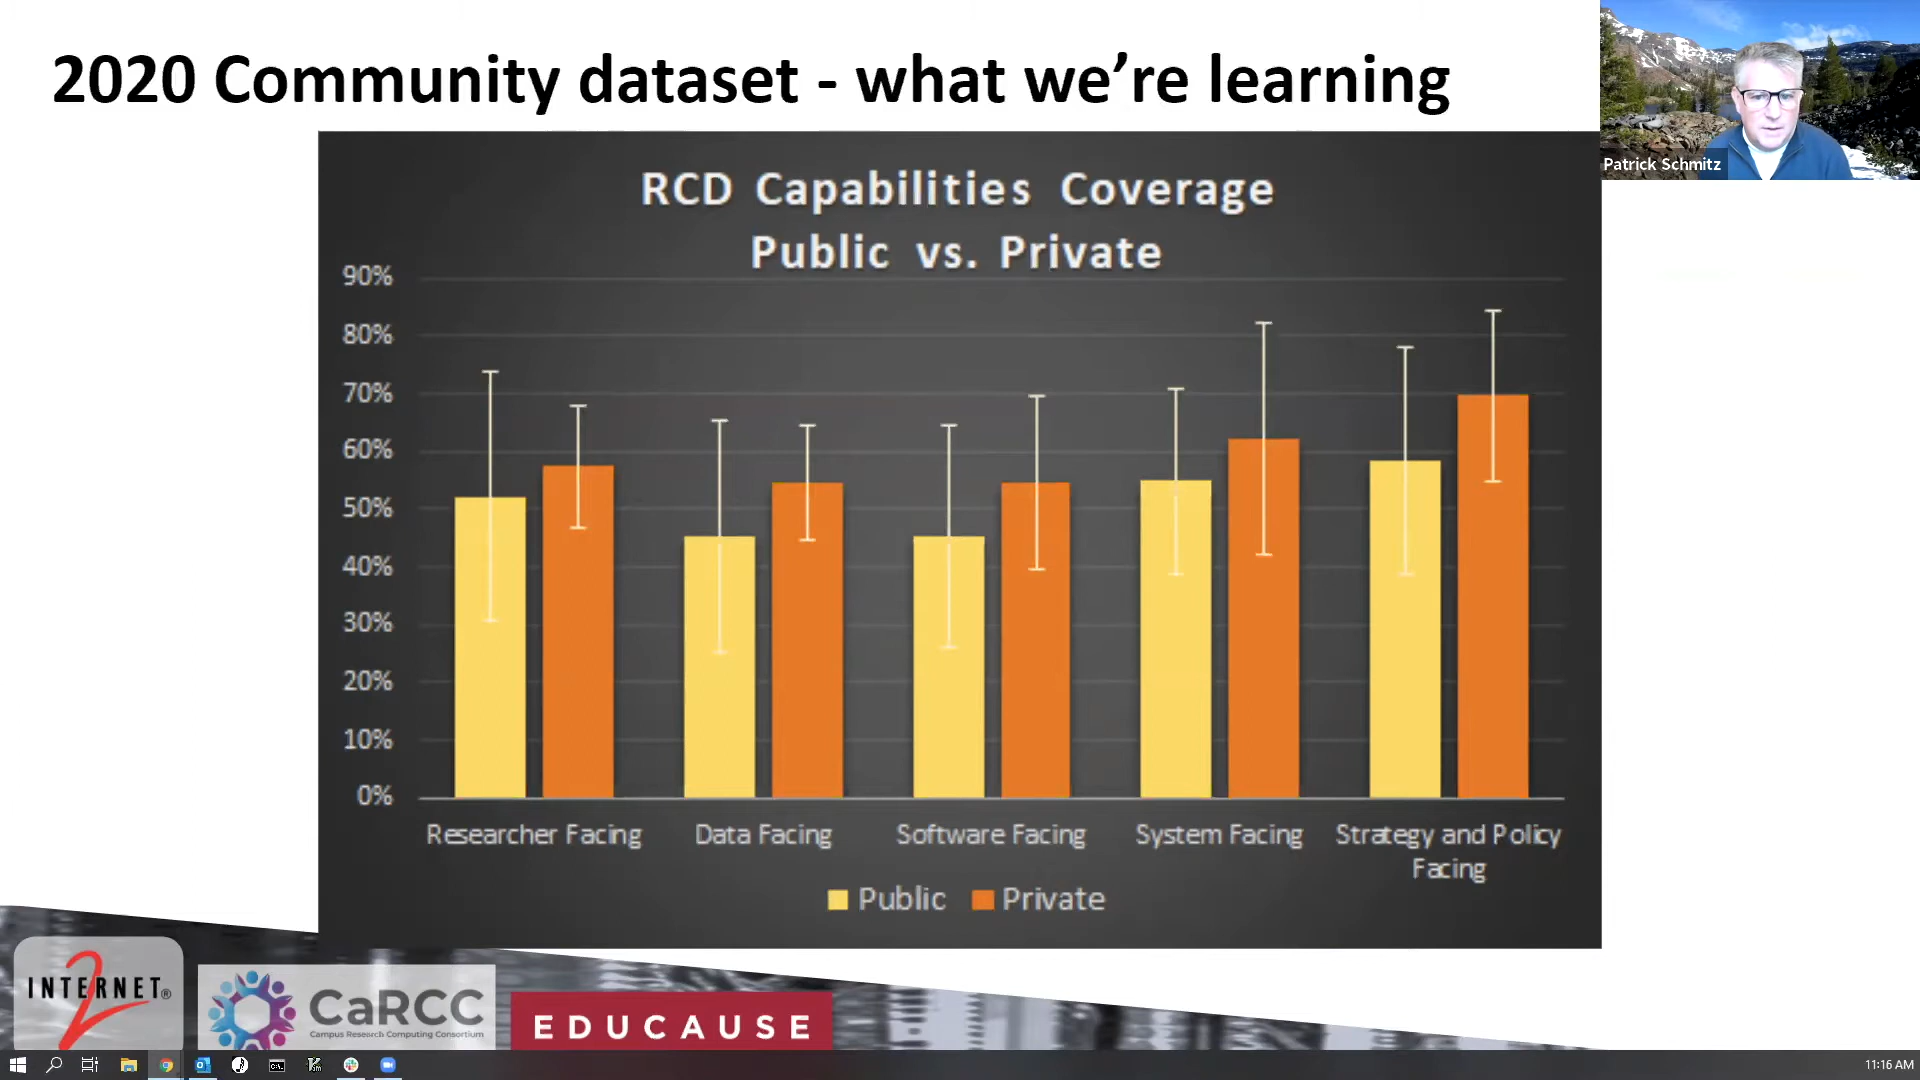 2020 Community dataset - what we're learning
Patrick Schmitz
RCD Capabilities Coverage
Public vs. Private
90%
80%
70%
60%
50%
40%
30%
20%
10%
0%
Researcher Facing
Data Facing
Software Facing
System Facing
Strategy and Policy
Facing
Public
Private
INTERNET®
2
CaRCC
Campus Research Computing Consortium
EDUCAUSE
11:16 AM